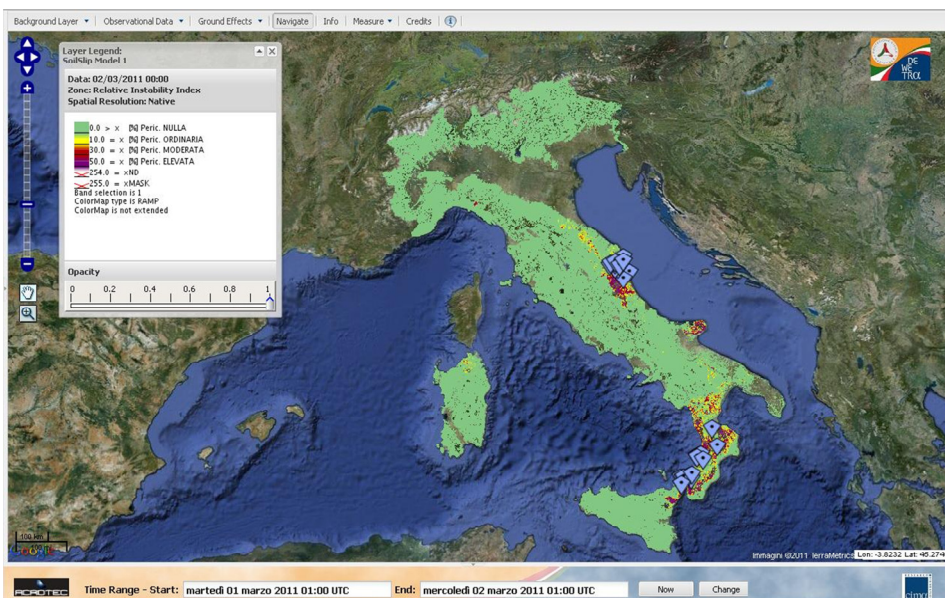 Background Layer Observational Data Ground Effects Navigate Info Measure Credits
Layer Legend:
SoilSlip Model 1
Data: 02/03/2011 00:00
Zone: Relative Instability Index
Spatial Resolution: Native
0.0 > x [%] Peric. NULLA
10.0 = x [%] Peric. ORDINARIA
30.0 = x [%] Peric. MODERATA
50.0 = x [%] Peric. ELEVATA
254.0 = xND
255.0 = xMASK
Band selection is 1
ColorMap type is RAMP
ColorMap is not extended
Opacity
0 0.2 0.4 0.6 0.8 1
DE
WE
TRA
100 km
Immagini ©2011 TerraMetrics
Lon: -3.8232 Lat: 46.274
ACROTEC
Time Range - Start: martedì 01 marzo 2011 01:00 UTC End: mercoledì 02 marzo 2011 01:00 UTC Now Change
cima